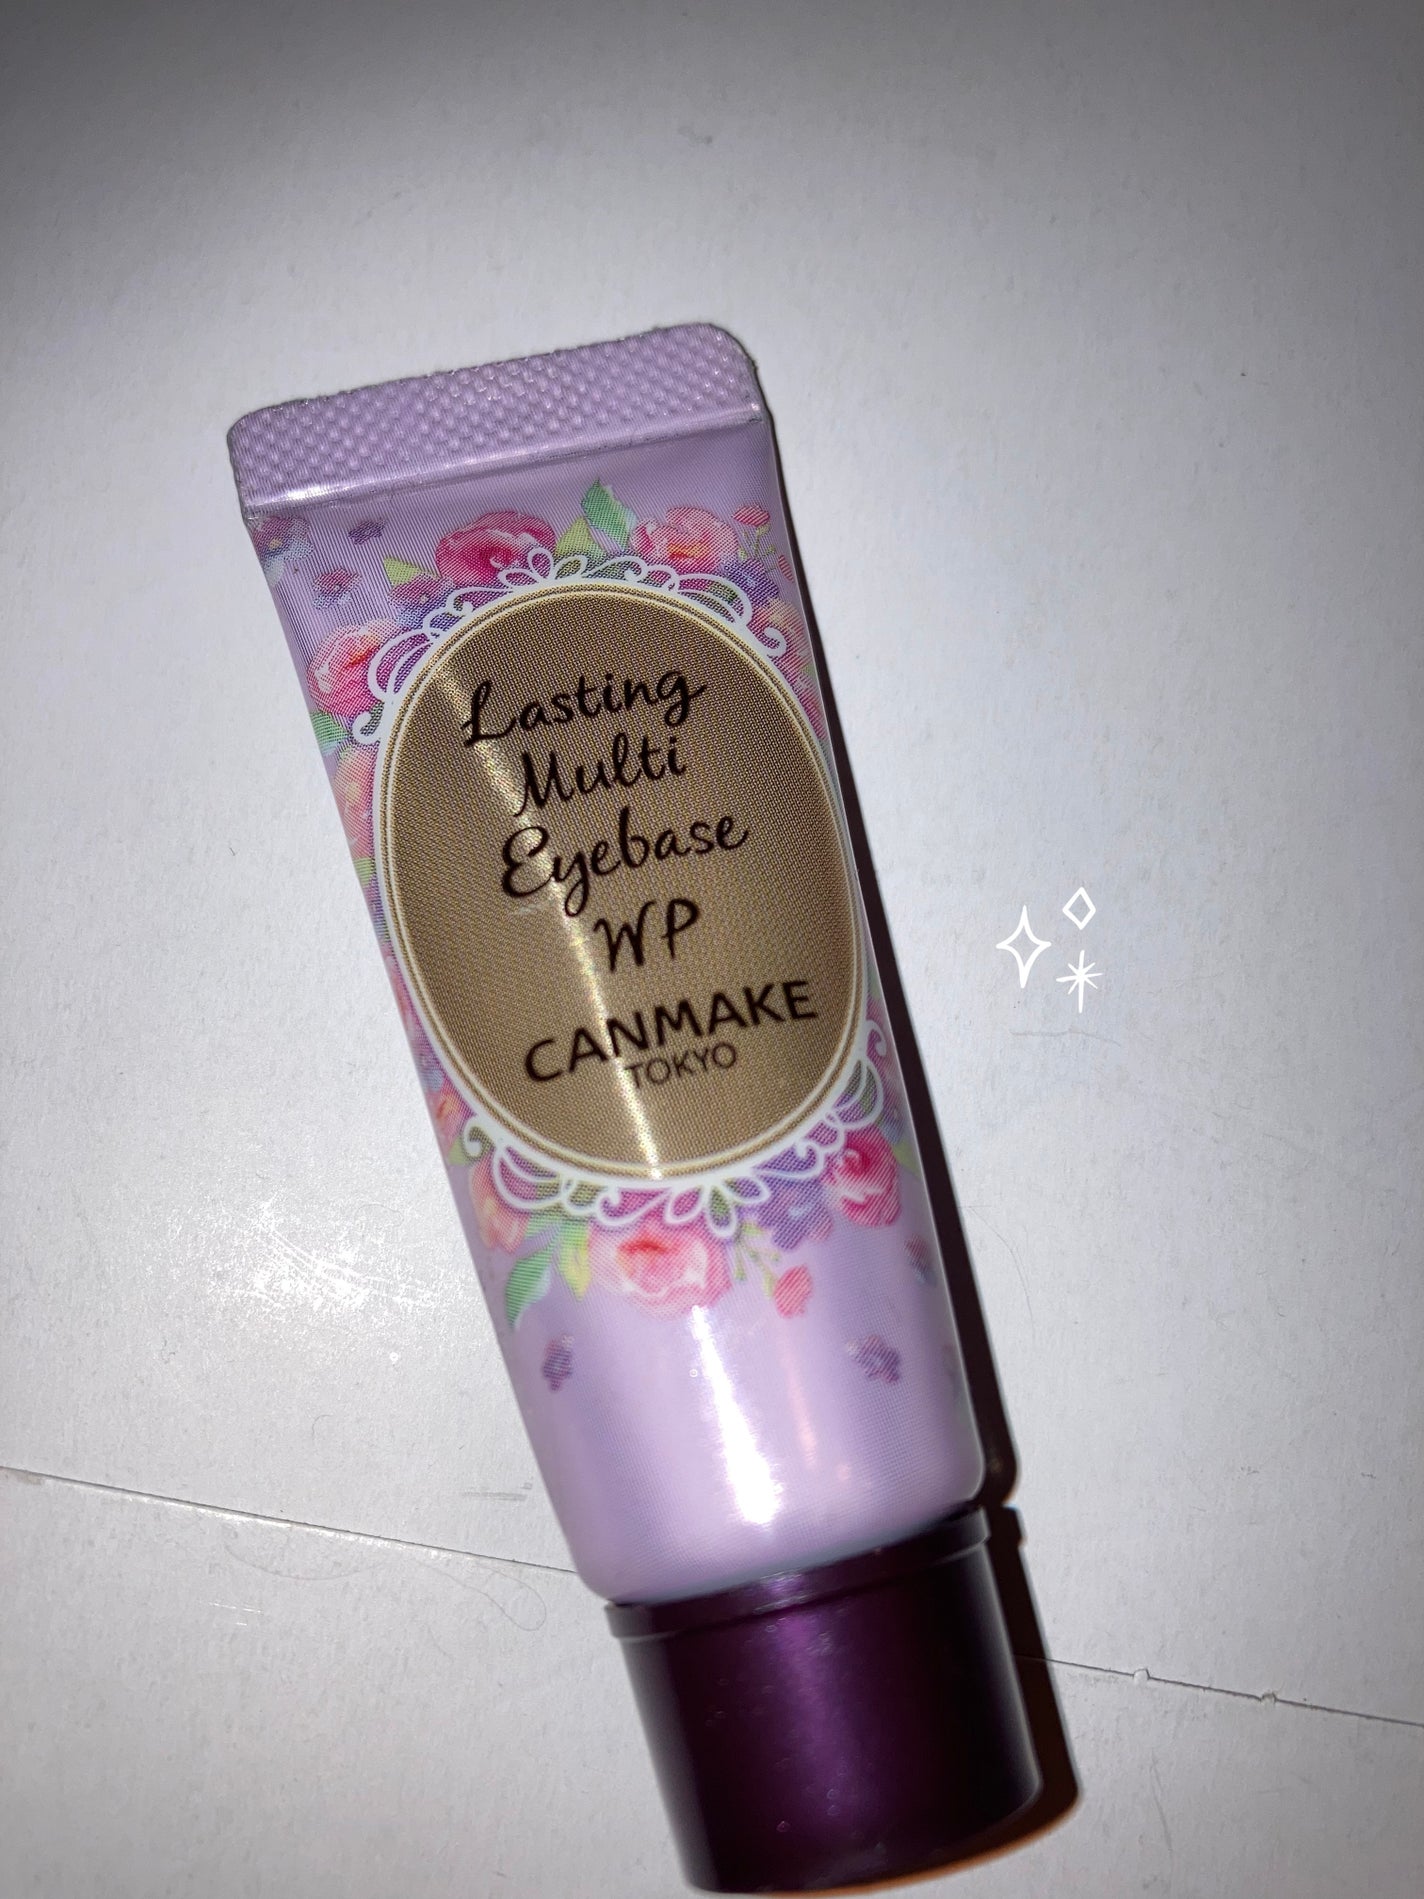 Lasting
Multi
Eyebase
WP
CANMAKE
TOKYO